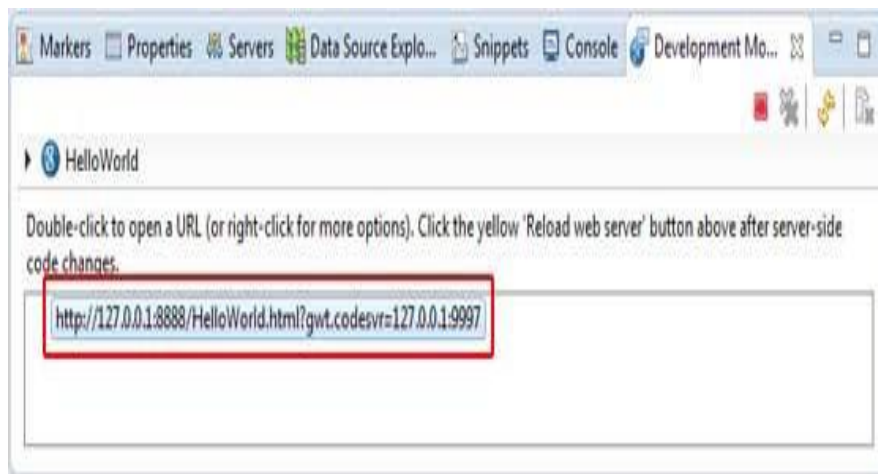 Markers Properties Servers Data Source Explo... Snippets Console Development Mo...
HelloWorld
Double-click to open a URL (or right-click for more options). Click the yellow 'Reload web server' button above after server-side
code changes.
http://127.0.0.1:8888/HelloWorld.html?gwt.codesvr=127.0.0.1:9997